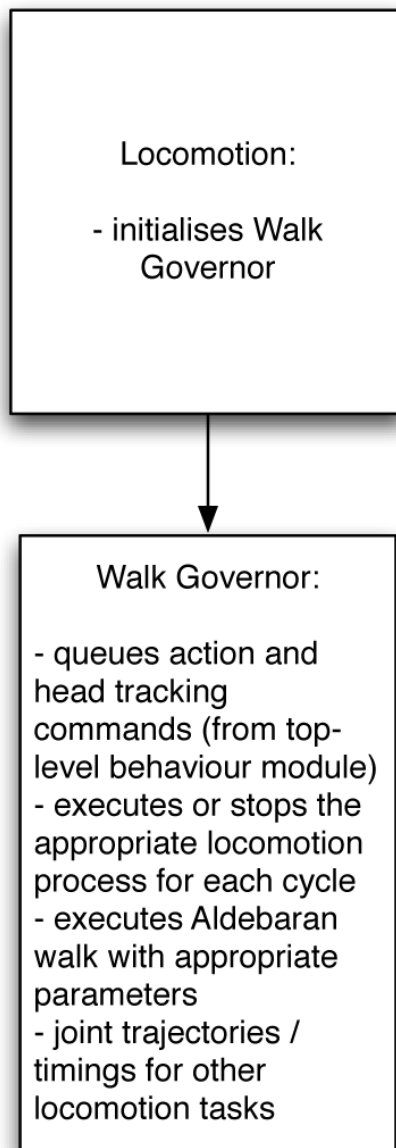 Locomotion:
- initialises Walk
Governor
Walk Governor:
- queues action and
head tracking
commands (from top-
level behaviour module)
- executes or stops the
appropriate locomotion
process for each cycle
- executes Aldebaran
walk with appropriate
parameters
- joint trajectories /
timings for other
locomotion tasks